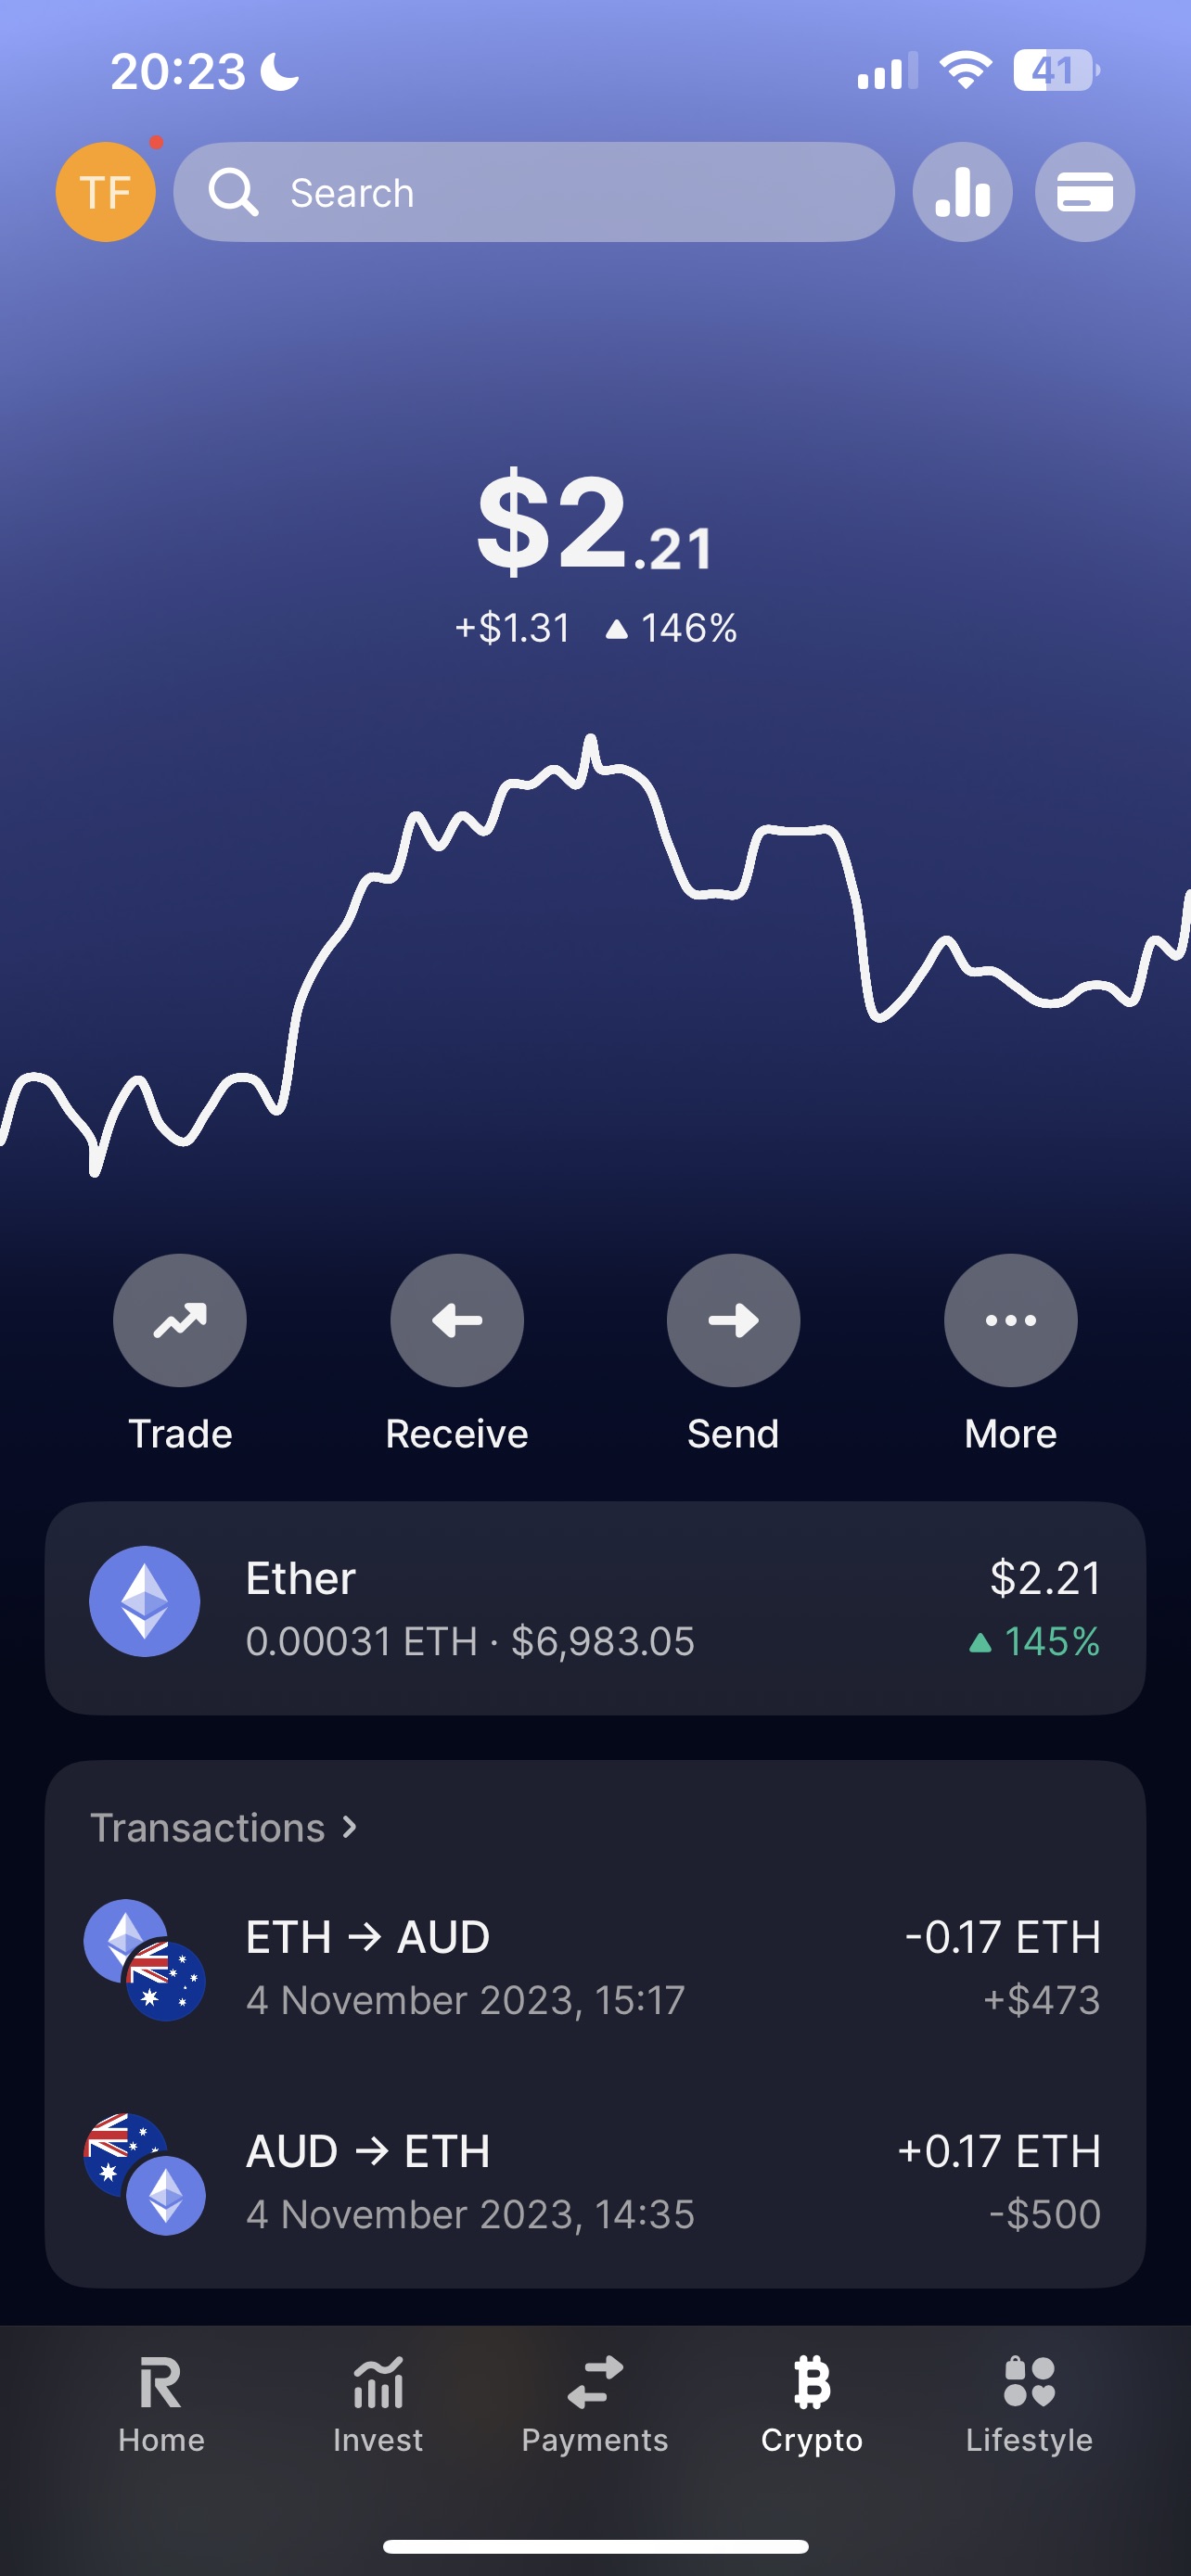 20:23
41
TF
Search
$2.21
+$1.31 ▲ 146%
Trade
Receive
Send
More
Ether
$2.21
0.00031 ETH · $6,983.05
▲ 145%
Transactions >
ETH → AUD
-0.17 ETH
4 November 2023, 15:17
+$473
AUD → ETH
+0.17 ETH
4 November 2023, 14:35
-$500
Home
Invest
Payments
Crypto
Lifestyle